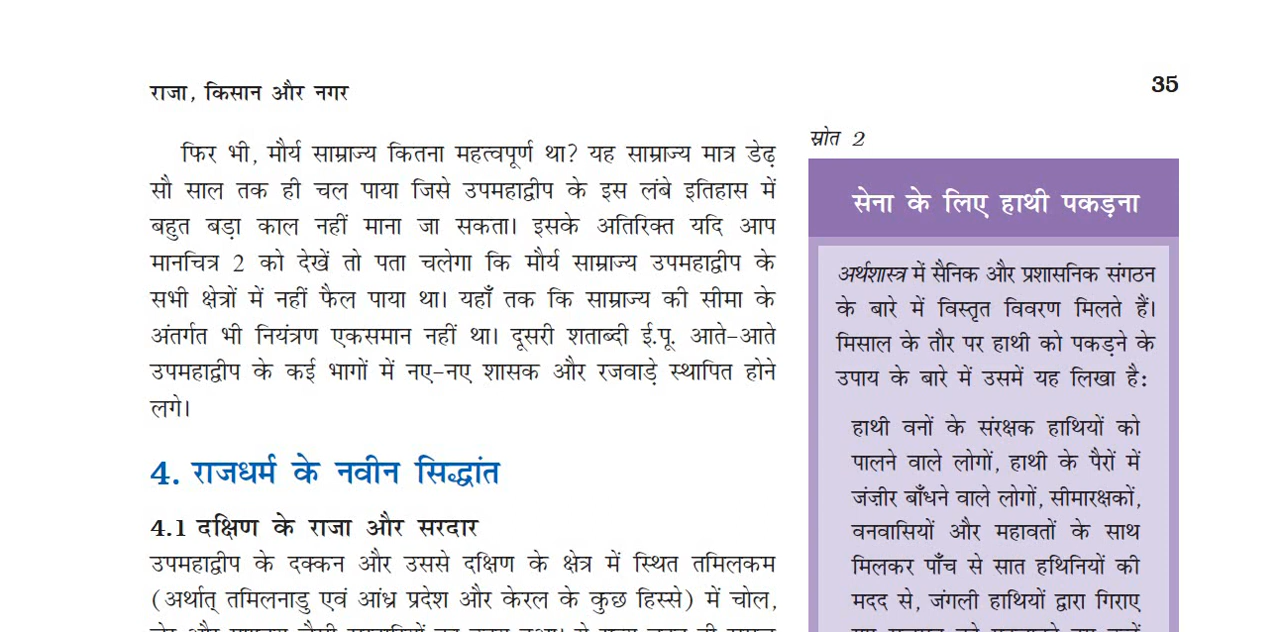 राजा, किसान और नगर
35
फिर भी, मौर्य साम्राज्य कितना महत्वपूर्ण था? यह साम्राज्य मात्र डेढ़
सौ साल तक ही चल पाया जिसे उपमहाद्वीप के इस लंबे इतिहास में
बहुत बड़ा काल नहीं माना जा सकता। इसके अतिरिक्त यदि आप
मानचित्र 2 को देखें तो पता चलेगा कि मौर्य साम्राज्य उपमहाद्वीप के
सभी क्षेत्रों में नहीं फैल पाया था। यहाँ तक कि साम्राज्य की सीमा के
अंतर्गत भी नियंत्रण एकसमान नहीं था। दूसरी शताब्दी ई.पू. आते-आते
उपमहाद्वीप के कई भागों में नए-नए शासक और रजवाड़े स्थापित होने
लगे।
4. राजधर्म के नवीन सिद्धांत
4.1 दक्षिण के राजा और सरदार
उपमहाद्वीप के दक्कन और उससे दक्षिण के क्षेत्र में स्थित तमिलकम
(अर्थात् तमिलनाडु एवं आंध्र प्रदेश और केरल के कुछ हिस्से) में चोल,
स्रोत 2
सेना के लिए हाथी पकड़ना
अर्थशास्त्र में सैनिक और प्रशासनिक संगठन
के बारे में विस्तृत विवरण मिलते हैं।
मिसाल के तौर पर हाथी को पकड़ने के
उपाय के बारे में उसमें यह लिखा है:
हाथी वनों के संरक्षक हाथियों को
पालने वाले लोगों, हाथी के पैरों में
जंज़ीर बाँधने वाले लोगों, सीमारक्षकों,
वनवासियों और महावतों के साथ
मिलकर पाँच से सात हथिनियों की
मदद से, जंगली हाथियों द्वारा गिराए